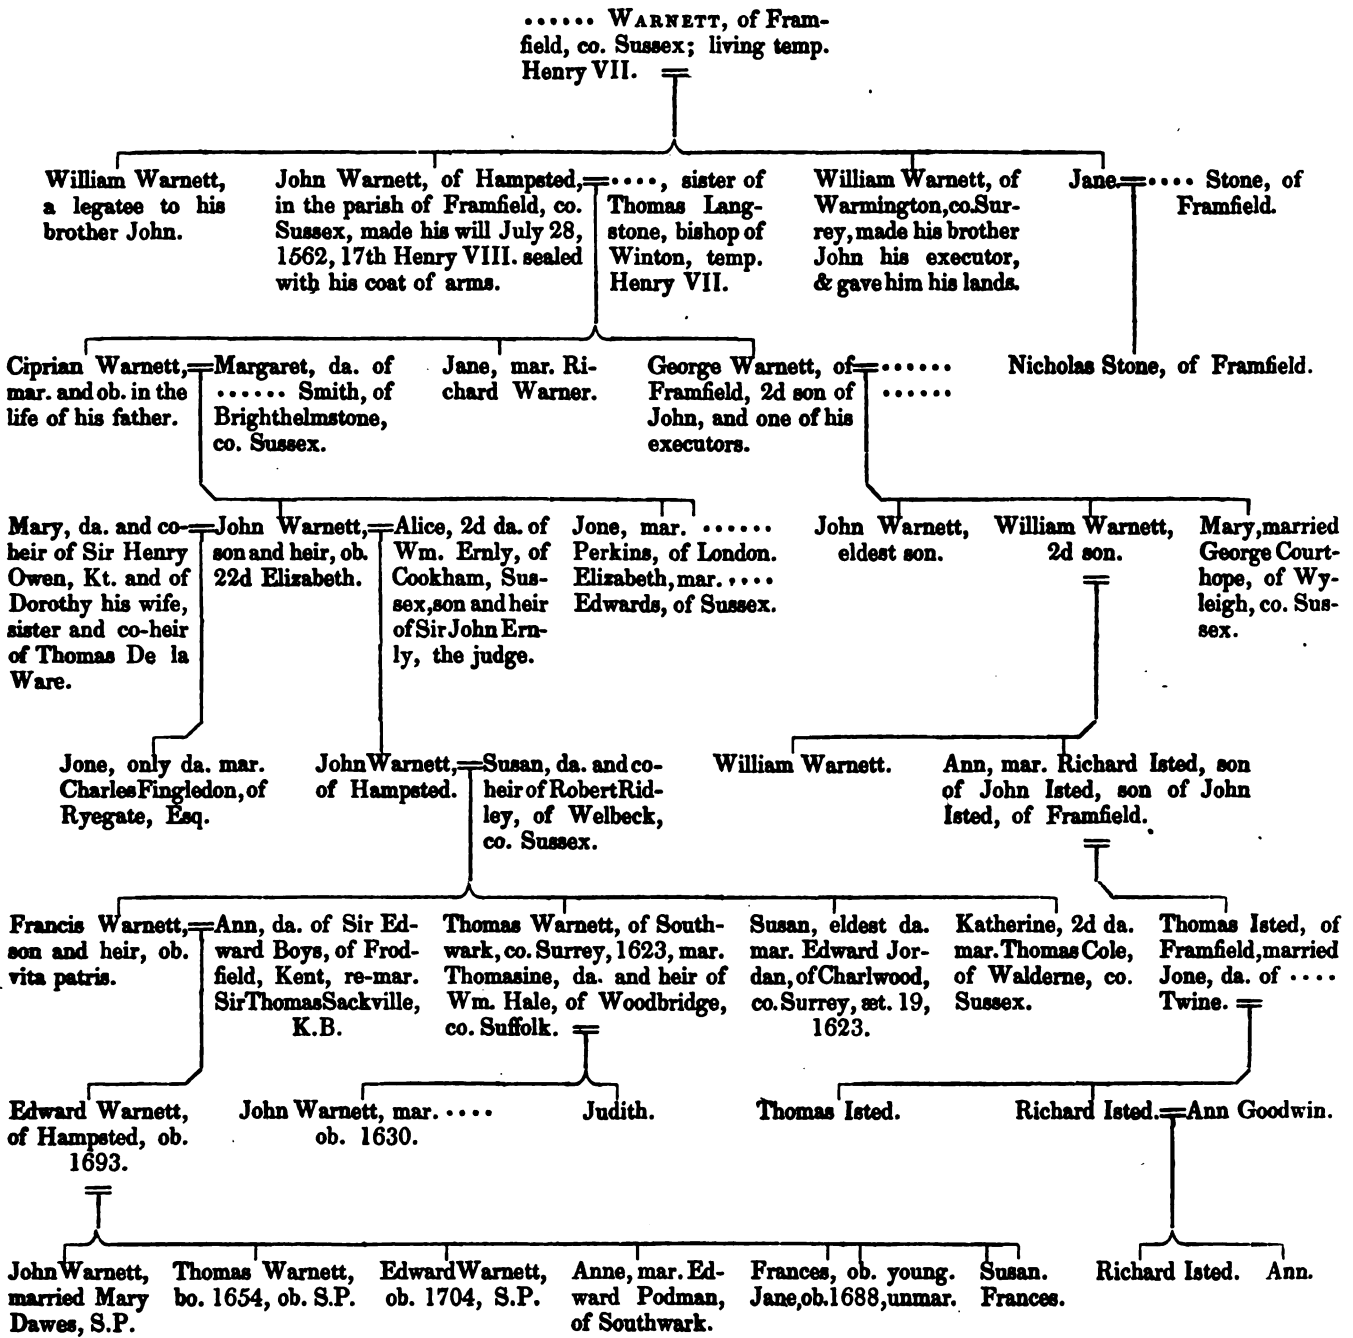 ...... WARNETT, of Fram-
field, co. Sussex; living temp.
Henry VII. =
William Warnett,
a legatee to his
brother John.
John Warnett, of Hampsted,=
in the parish of Framfield, co.
Sussex, made his will July 28,
1562, 17th Henry VIII. sealed
with his coat of arms.
...., sister of
Thomas Lang-
stone, bishop of
Winton, temp.
Henry VII.
William Warnett, of
Warmington, co. Sur-
rey, made his brother
John his executor,
& gave him his lands.
Jane.=.... Stone, of
Framfield.
Ciprian Warnett,=
mar. and ob. in the
life of his father.
Margaret, da. of
...... Smith, of
Brighthelmstone,
co. Sussex.
Jane, mar. Ri-
chard Warner.
George Warnett, of=......
Framfield, 2d son of ......
John, and one of his
executors.
Nicholas Stone, of Framfield.
Mary, da. and co-=
heir of Sir Henry
Owen, Kt. and of
Dorothy his wife,
sister and co-heir
of Thomas De la
Ware.
John Warnett,=
son and heir, ob.
22d Elizabeth.
Alice, 2d da. of
Wm. Ernly, of
Cookham, Sus-
sex, son and heir
of Sir John Ern-
ly, the judge.
Jone, mar. ......
Perkins, of London.
Elizabeth, mar. ....
Edwards, of Sussex.
John Warnett,
eldest son.
William Warnett,
2d son.
=
Mary, married
George Court-
hope, of Wy-
leigh, co. Sus-
sex.
Jone, only da. mar.
Charles Fingledon, of
Ryegate, Esq.
John Warnett,=
of Hampsted.
Susan, da. and co-
heir of Robert Rid-
ley, of Welbeck,
co. Sussex.
William Warnett.
Ann, mar. Richard Isted, son
of John Isted, son of John
Isted, of Framfield.
=
Francis Warnett,=
son and heir, ob.
vita patris.
Ann, da. of Sir Ed-
ward Boys, of Frod-
field, Kent, re-mar.
Sir Thomas Sackville,
K.B.
Thomas Warnett, of South-
wark, co. Surrey, 1623, mar.
Thomasine, da. and heir of
Wm. Hale, of Woodbridge,
co. Suffolk. =
Susan, eldest da.
mar. Edward Jor-
dan, of Charlwood,
co. Surrey, æt. 19,
1623.
Katherine, 2d da.
mar. Thomas Cole,
of Walderne, co.
Sussex.
Thomas Isted, of
Framfield, married
Jone, da. of ....
Twine. =
Edward Warnett,
of Hampsted, ob.
1693.
=
John Warnett, mar. ....
ob. 1630.
Judith.
Thomas Isted.
Richard Isted.=Ann Goodwin.
John Warnett,
married Mary
Dawes, S.P.
Thomas Warnett,
bo. 1654, ob. S.P.
Edward Warnett,
ob. 1704, S.P.
Anne, mar. Ed-
ward Podman,
of Southwark.
Frances, ob. young.
Jane, ob. 1688, unmar.
Susan.
Frances.
Richard Isted.
Ann.